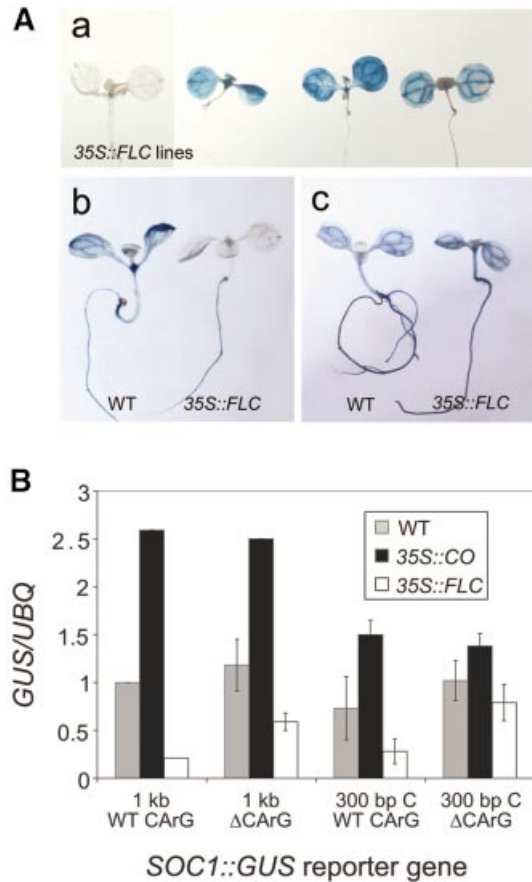 A
a
35S::FLC lines
b
c
WT
35S::FLC
WT
35S::FLC
B
3
2.5
2
1.5
1
0.5
0
GUS/UBQ
WT
35S::CO
35S::FLC
1 kb
WT CArG
1 kb
ΔCArG
300 bp C
WT CArG
300 bp C
ΔCArG
SOC1::GUS reporter gene